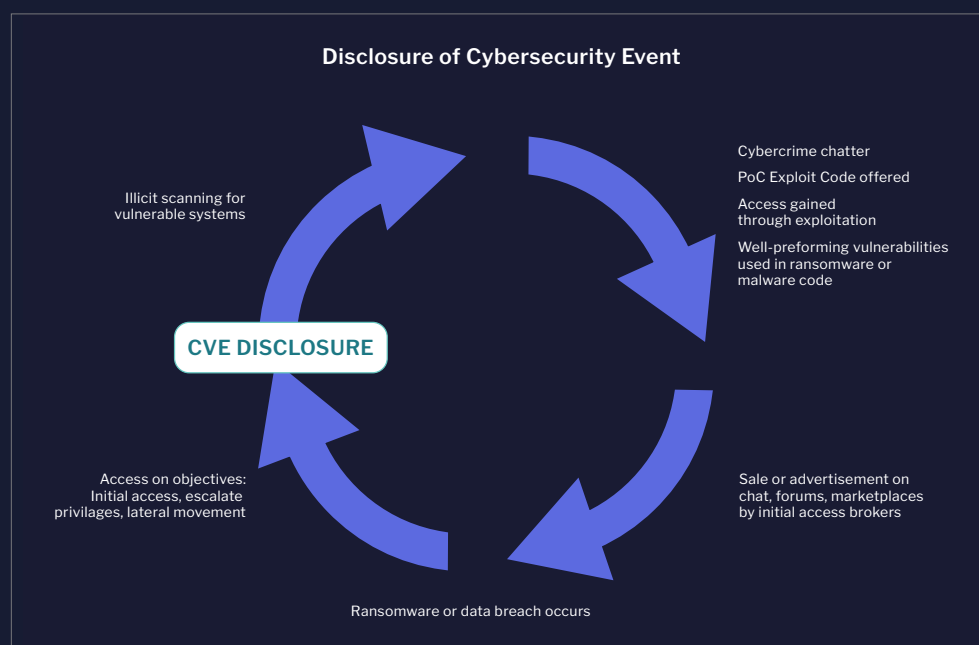 Disclosure of Cybersecurity Event
Illicit scanning for
vulnerable systems
Cybercrime chatter
PoC Exploit Code offered
Access gained
through exploitation
Well-preforming vulnerabilities
used in ransomware or
malware code
CVE DISCLOSURE
Access on objectives:
Initial access, escalate
privilages, lateral movement
Sale or advertisement on
chat, forums, marketplaces
by initial access brokers
Ransomware or data breach occurs